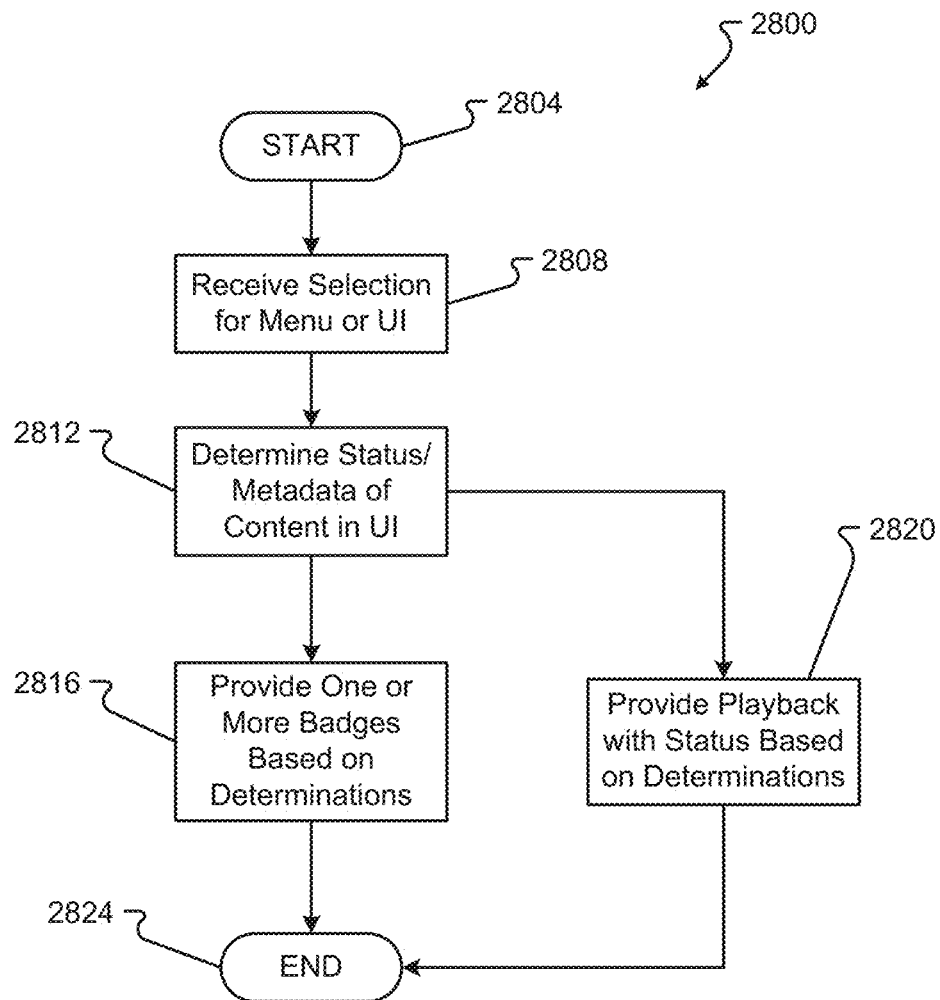 2800
START
2804
Receive Selection
for Menu or UI
2808
2812
Determine Status/
Metadata of
Content in UI
2820
2816
Provide One or
More Badges
Based on
Determinations
Provide Playback
with Status Based
on Determinations
2824
END